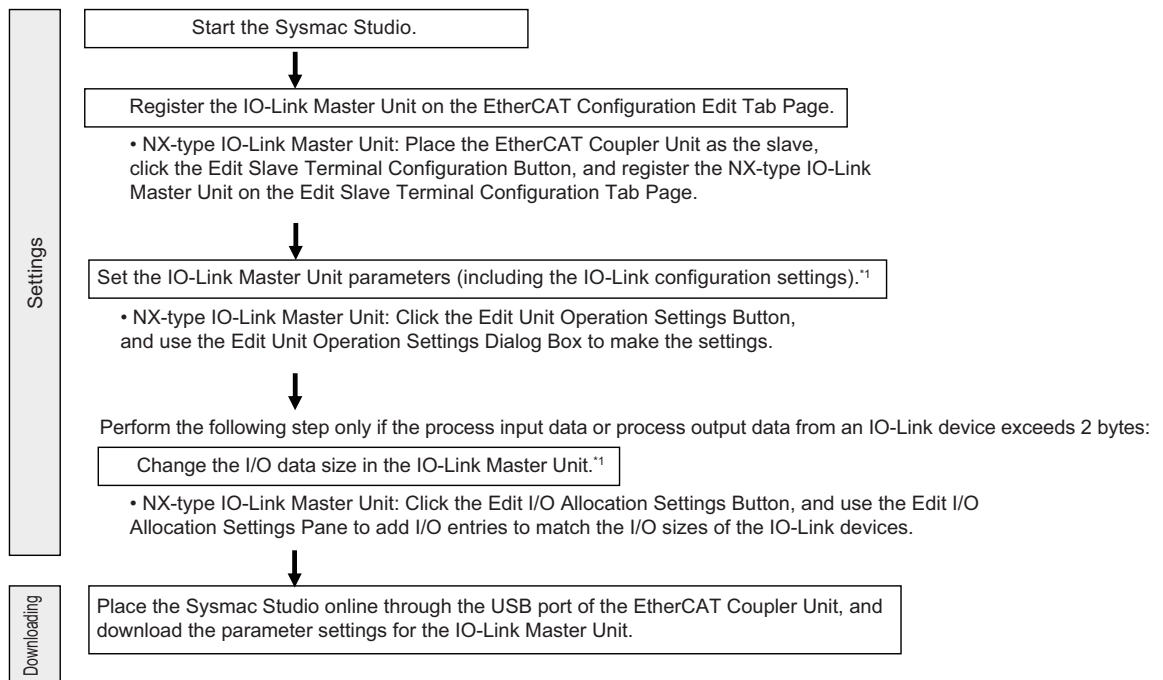 Settings
Start the Sysmac Studio.
Register the IO-Link Master Unit on the EtherCAT Configuration Edit Tab Page.
• NX-type IO-Link Master Unit: Place the EtherCAT Coupler Unit as the slave,
click the Edit Slave Terminal Configuration Button, and register the NX-type IO-Link
Master Unit on the Edit Slave Terminal Configuration Tab Page.
Set the IO-Link Master Unit parameters (including the IO-Link configuration settings).*1
• NX-type IO-Link Master Unit: Click the Edit Unit Operation Settings Button,
and use the Edit Unit Operation Settings Dialog Box to make the settings.
Perform the following step only if the process input data or process output data from an IO-Link device exceeds 2 bytes:
Change the I/O data size in the IO-Link Master Unit.*1
• NX-type IO-Link Master Unit: Click the Edit I/O Allocation Settings Button, and use the Edit I/O
Allocation Settings Pane to add I/O entries to match the I/O sizes of the IO-Link devices.
Downloading
Place the Sysmac Studio online through the USB port of the EtherCAT Coupler Unit, and
download the parameter settings for the IO-Link Master Unit.